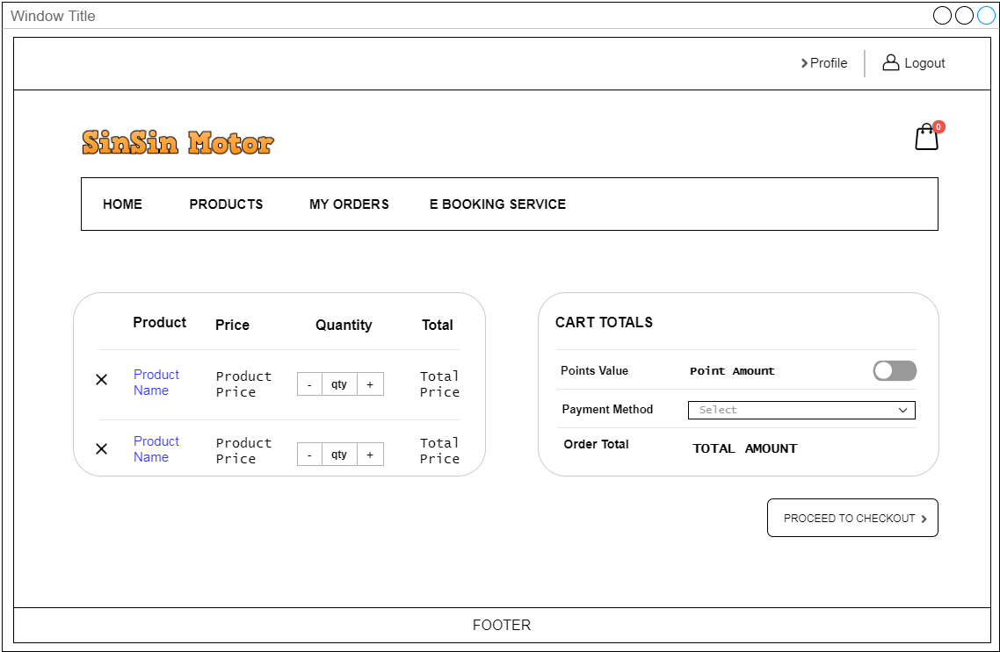 Window Title
Profile
Logout
SinSin Motor
0
HOME PRODUCTS MY ORDERS E BOOKING SERVICE
Product Price Quantity Total
Product
Name
Product
Price
- qty +
Total
Price
Product
Name
Product
Price
- qty +
Total
Price
CART TOTALS
Points Value Point Amount
Payment Method Select
Order Total TOTAL AMOUNT
PROCEED TO CHECKOUT
FOOTER